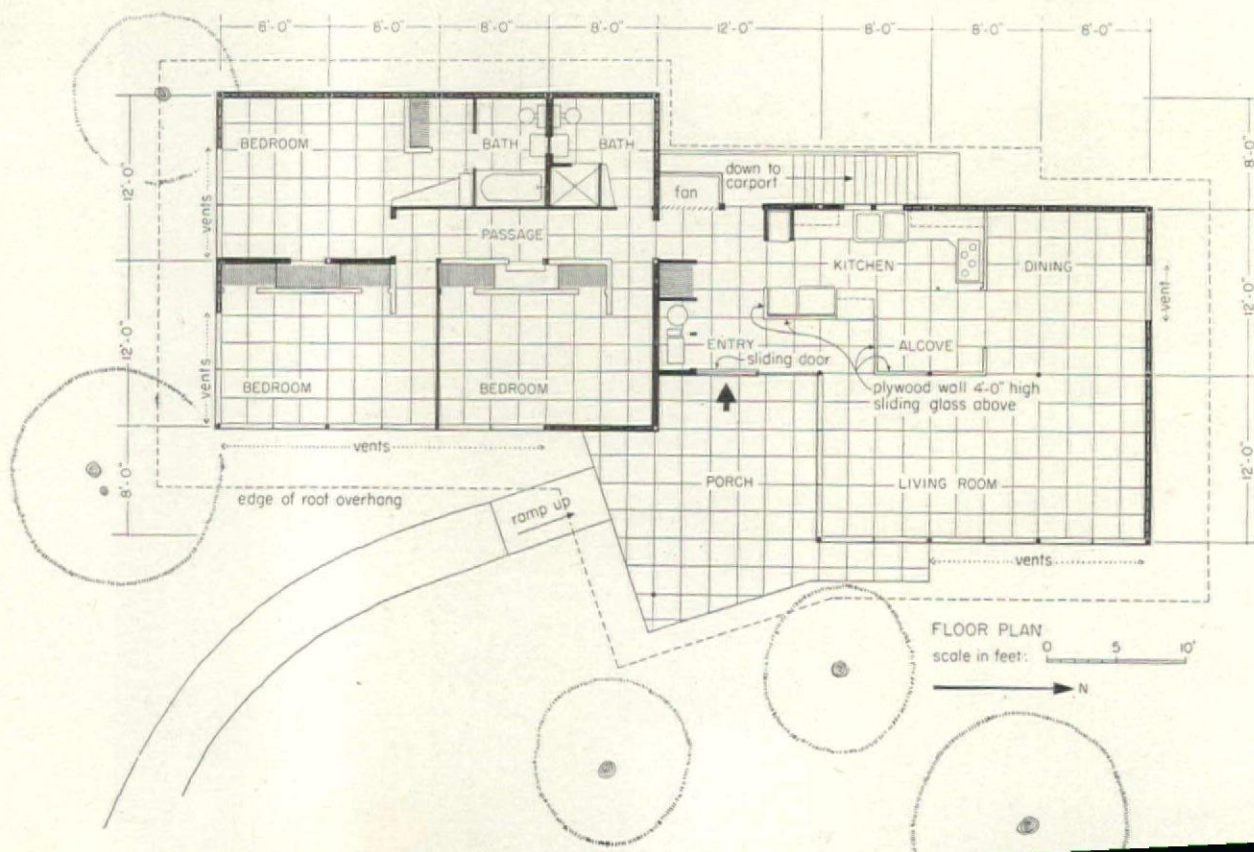 8'-0" 8'-0" 8'-0" 8'-0" 12'-0" 8'-0" 8'-0" 8'-0"
BEDROOM
BATH
BATH
down to
carport
fan
8'-0"
12'-0"
vents
PASSAGE
KITCHEN
DINING
vent
12'-0"
12'-0"
vents
ENTRY
sliding door
ALCOVE
BEDROOM
BEDROOM
plywood wall 4'-0" high
sliding glass above
vents
8'-0"
edge of roof overhang
ramp up
PORCH
LIVING ROOM
12'-0"
vents
FLOOR PLAN
scale in feet: 0 5 10'
N